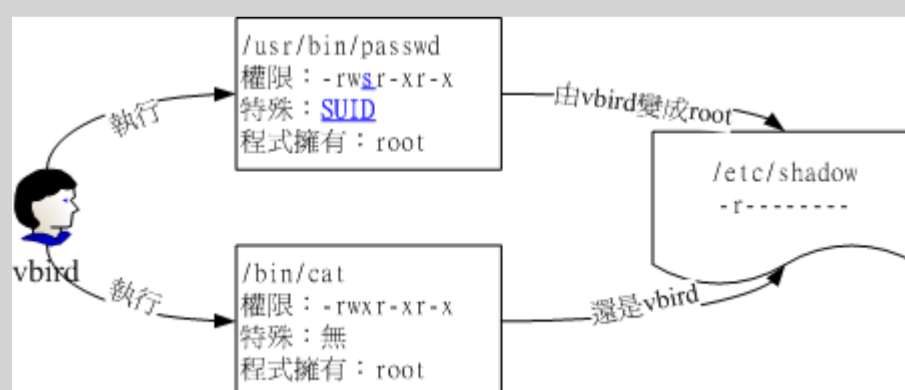 /usr/bin/passwd
權限：-rwsr-xr-x
特殊：SUID
程式擁有：root
執行
由vbird變成root
/etc/shadow
-r--------
vbird
執行
/bin/cat
權限：-rwxr-xr-x
特殊：無
程式擁有：root
還是vbird